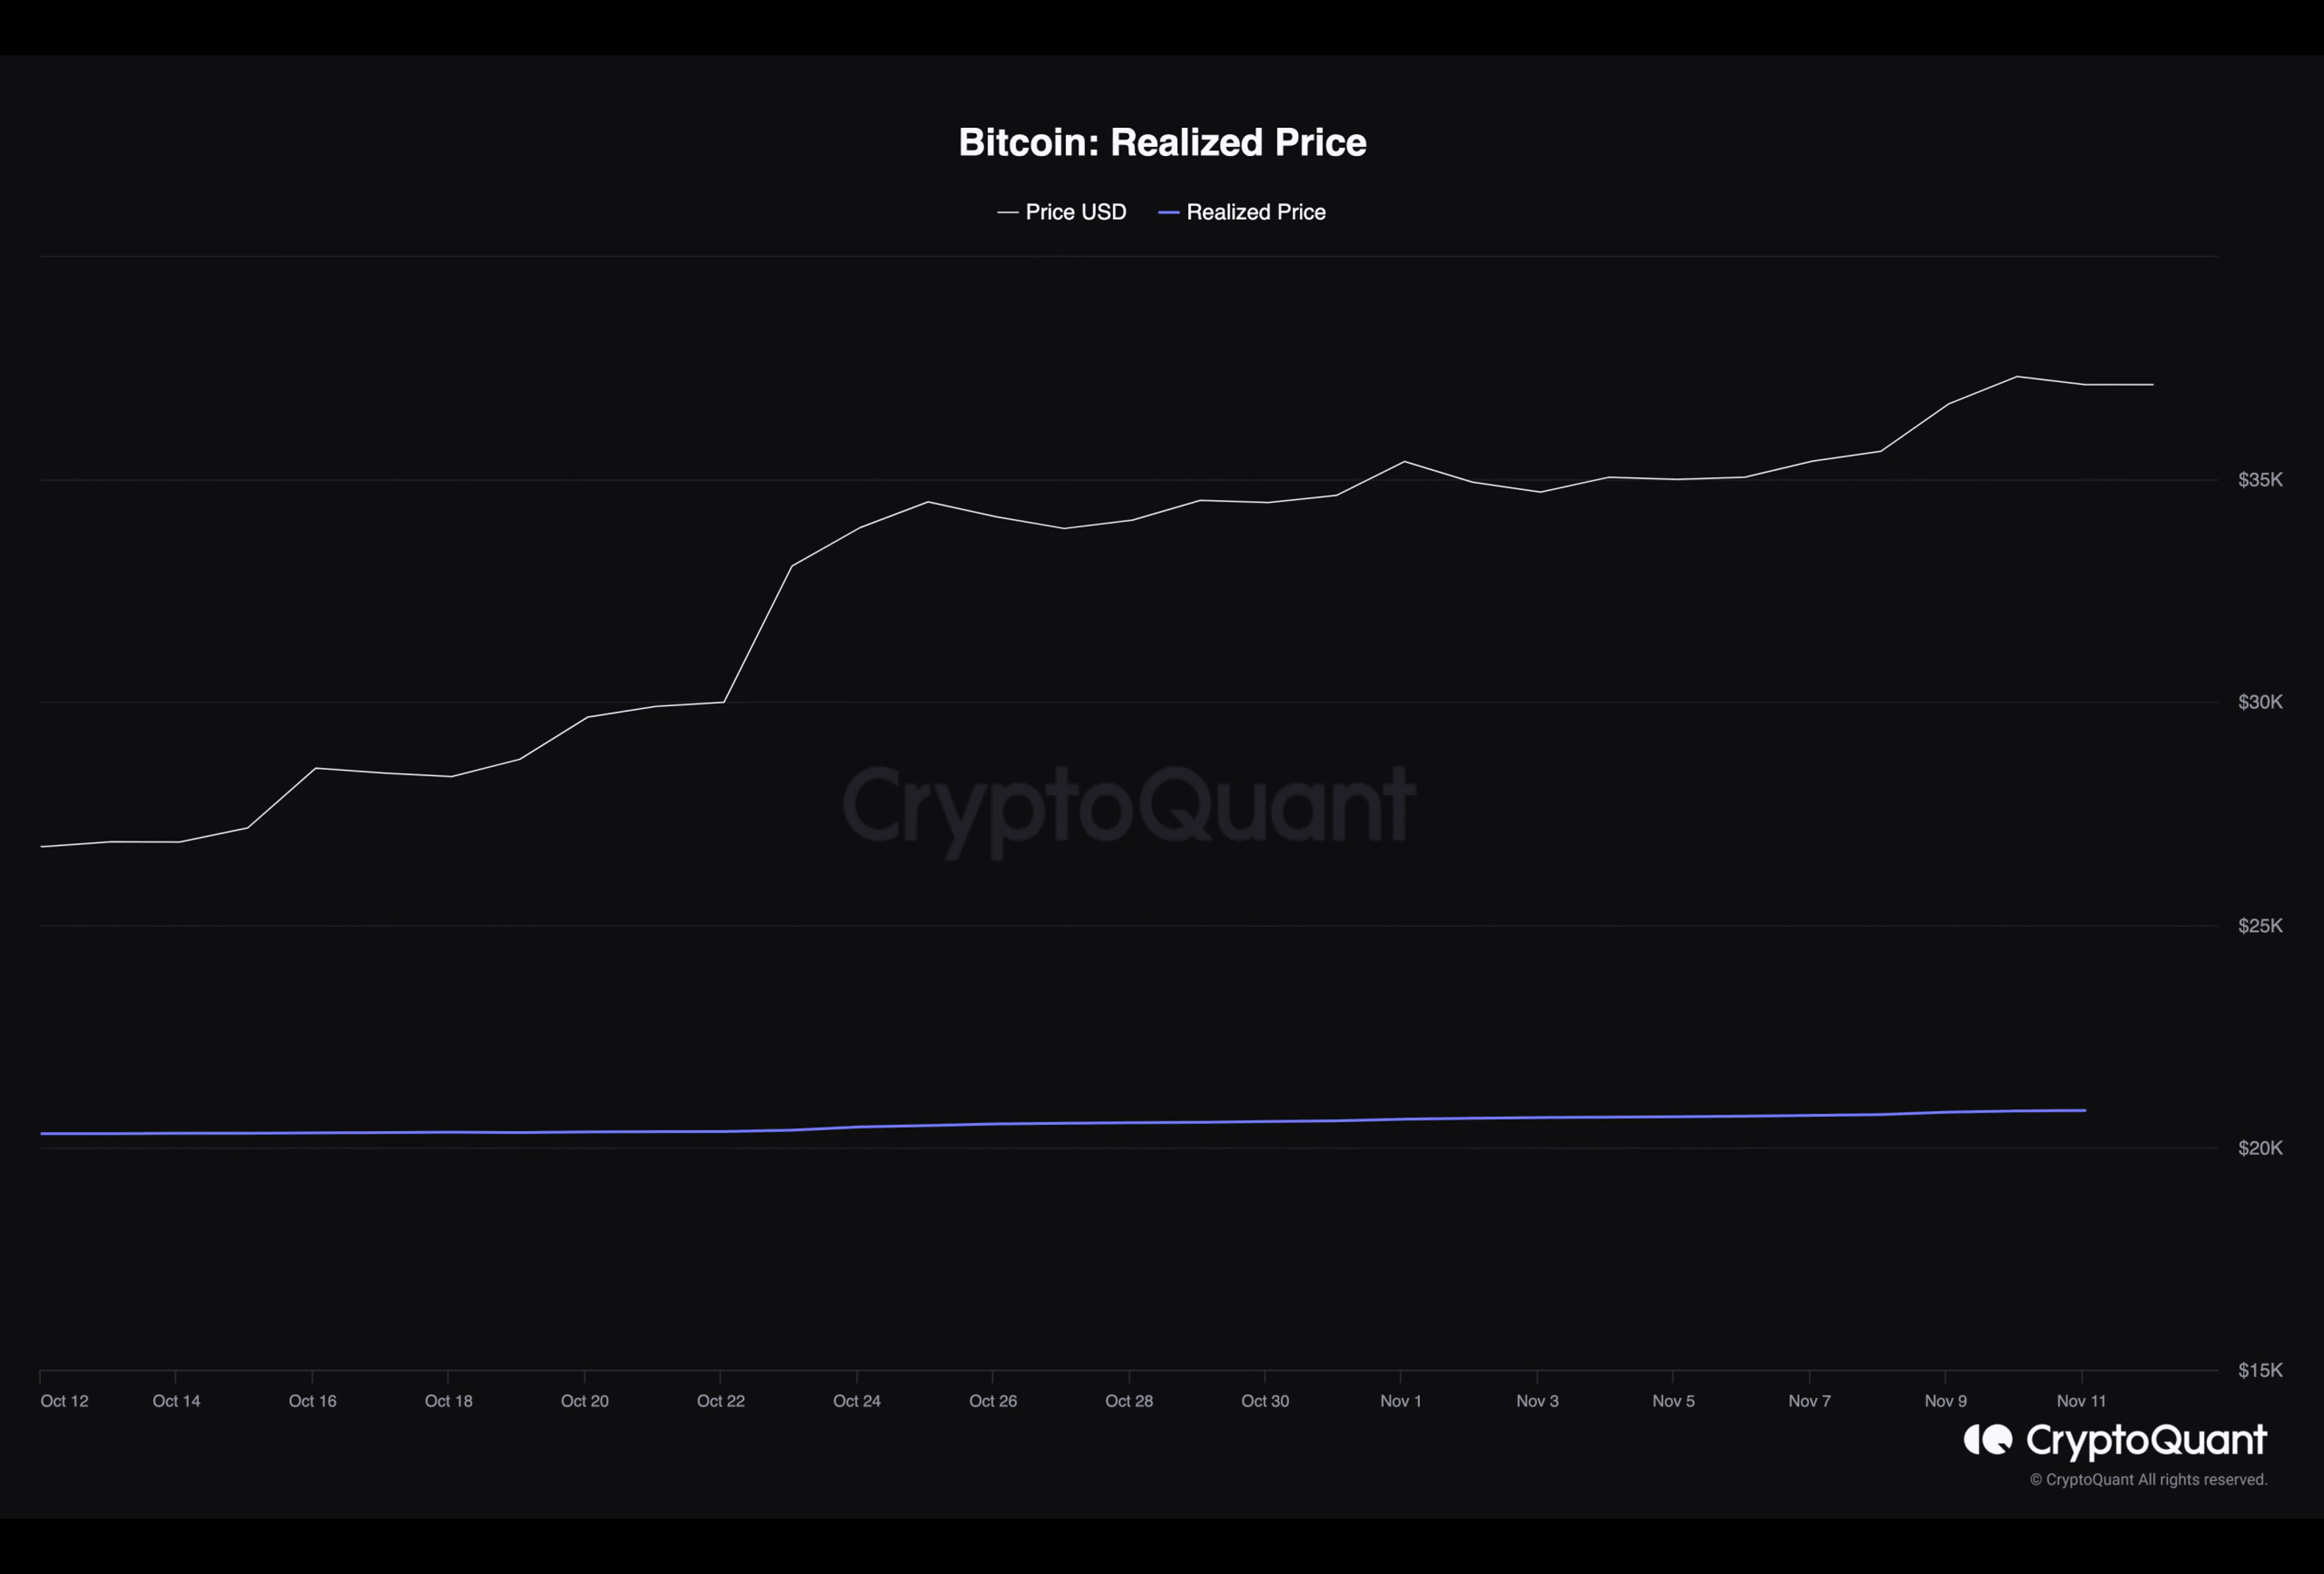 Bitcoin: Realized Price
Price USD Realized Price
$35K
$30K
CryptoQuant
$25K
$20K
$15K
Oct 12 Oct 14 Oct 16 Oct 18 Oct 20 Oct 22 Oct 24 Oct 26 Oct 28 Oct 30 Nov 1 Nov 3 Nov 5 Nov 7 Nov 9 Nov 11
CryptoQuant
© CryptoQuant All rights reserved.